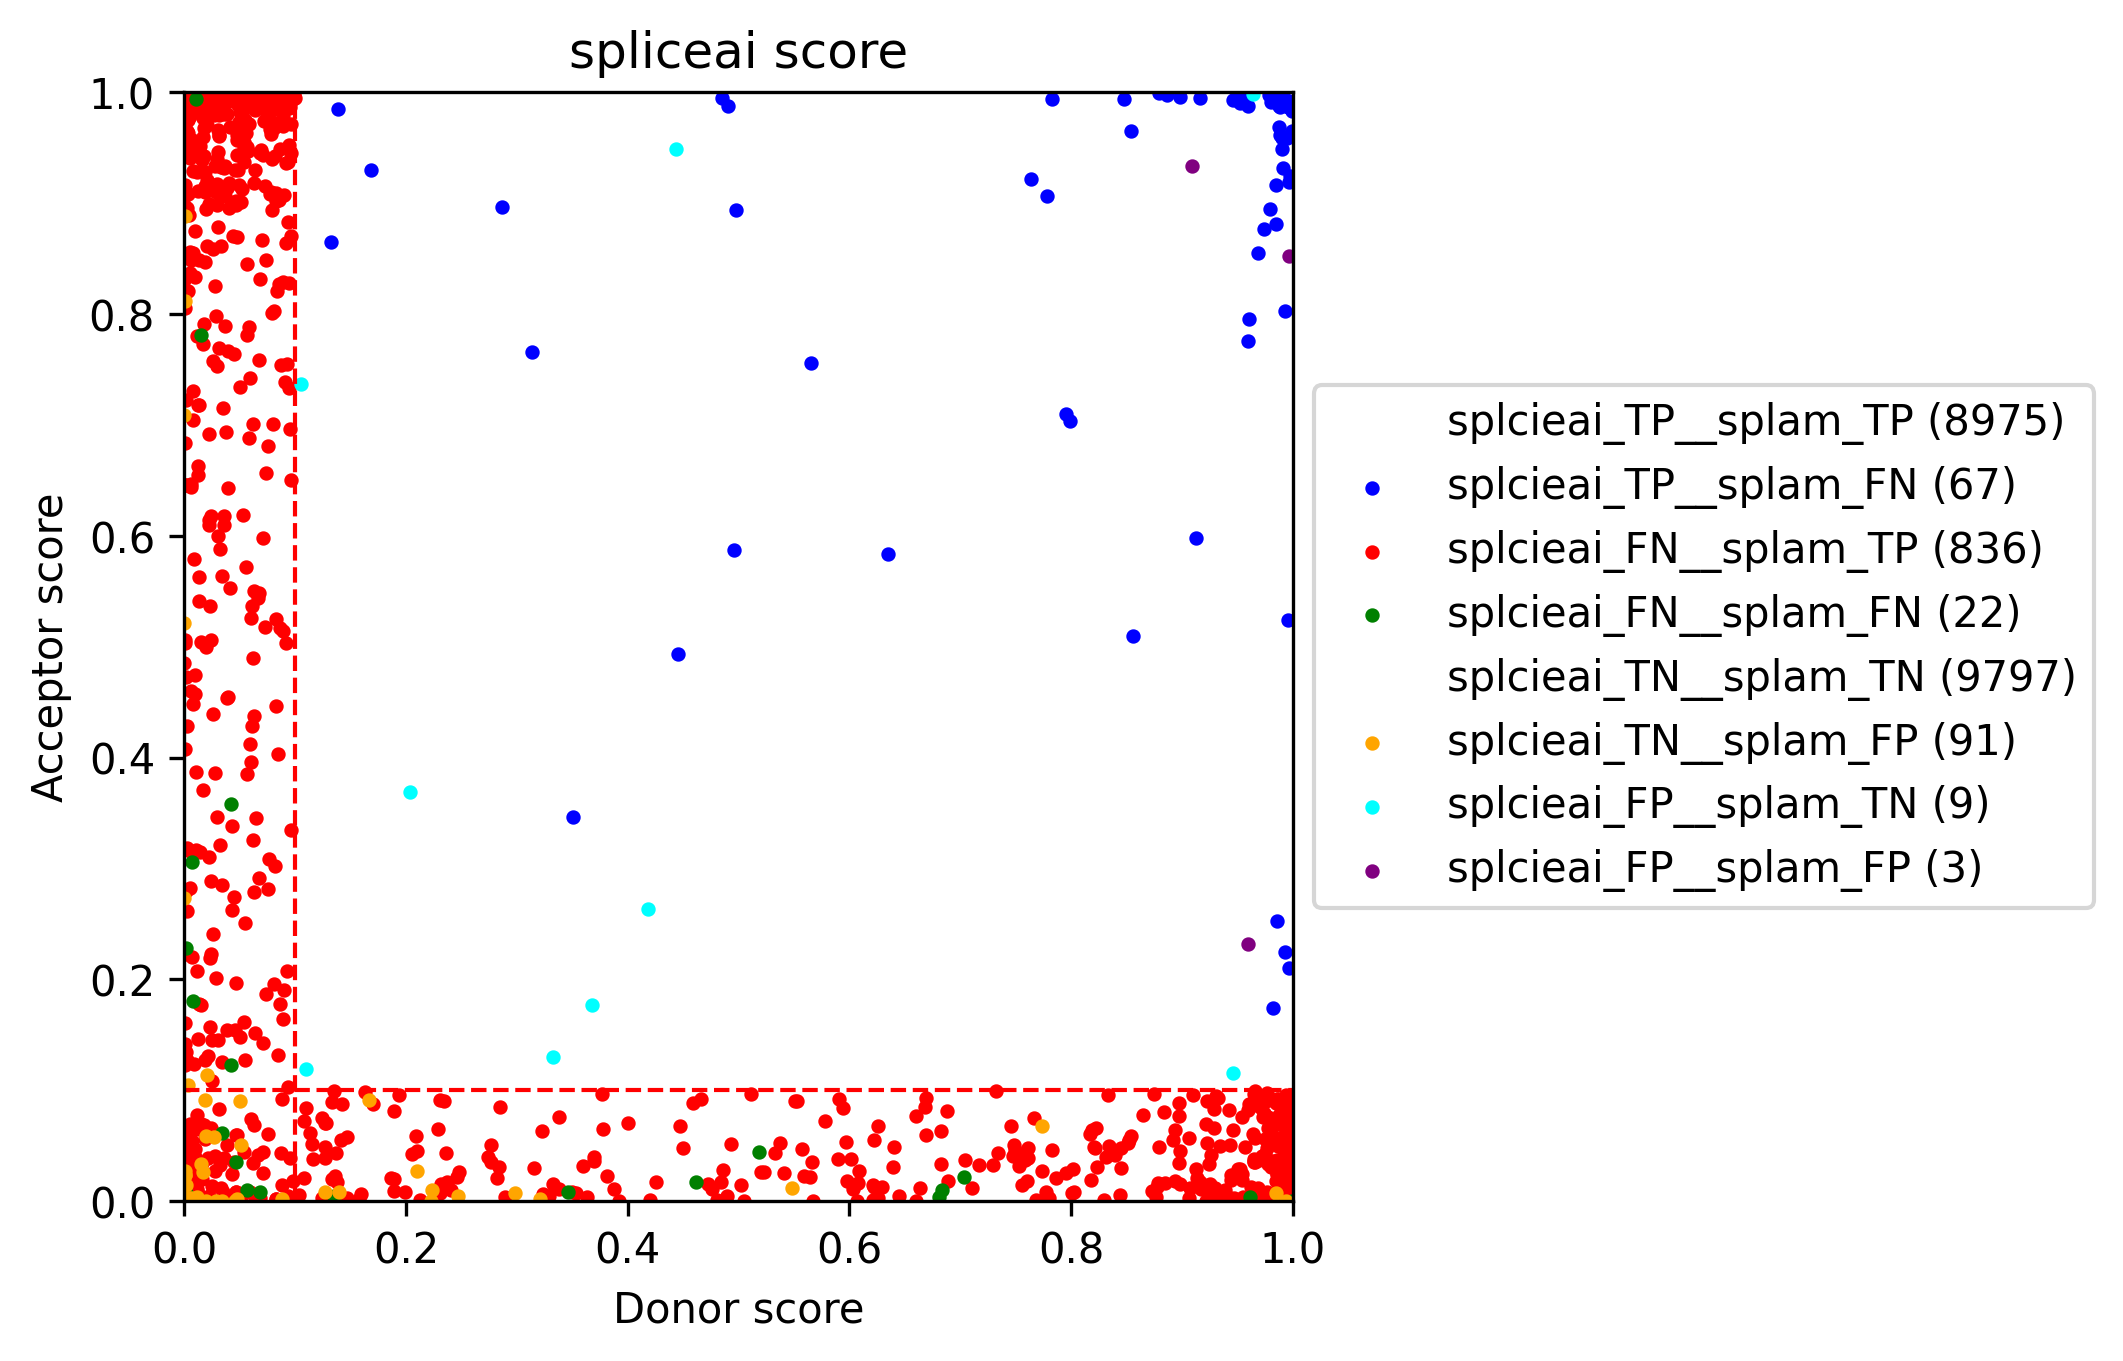 spliceai score
1.0
0.8
0.6
0.4
0.2
0.0
Acceptor score
0.0 0.2 0.4 0.6 0.8 1.0
Donor score
splcieai_TP__splam_TP (8975)
splcieai_TP__splam_FN (67)
splcieai_FN__splam_TP (836)
splcieai_FN__splam_FN (22)
splcieai_TN__splam_TN (9797)
splcieai_TN__splam_FP (91)
splcieai_FP__splam_TN (9)
splcieai_FP__splam_FP (3)